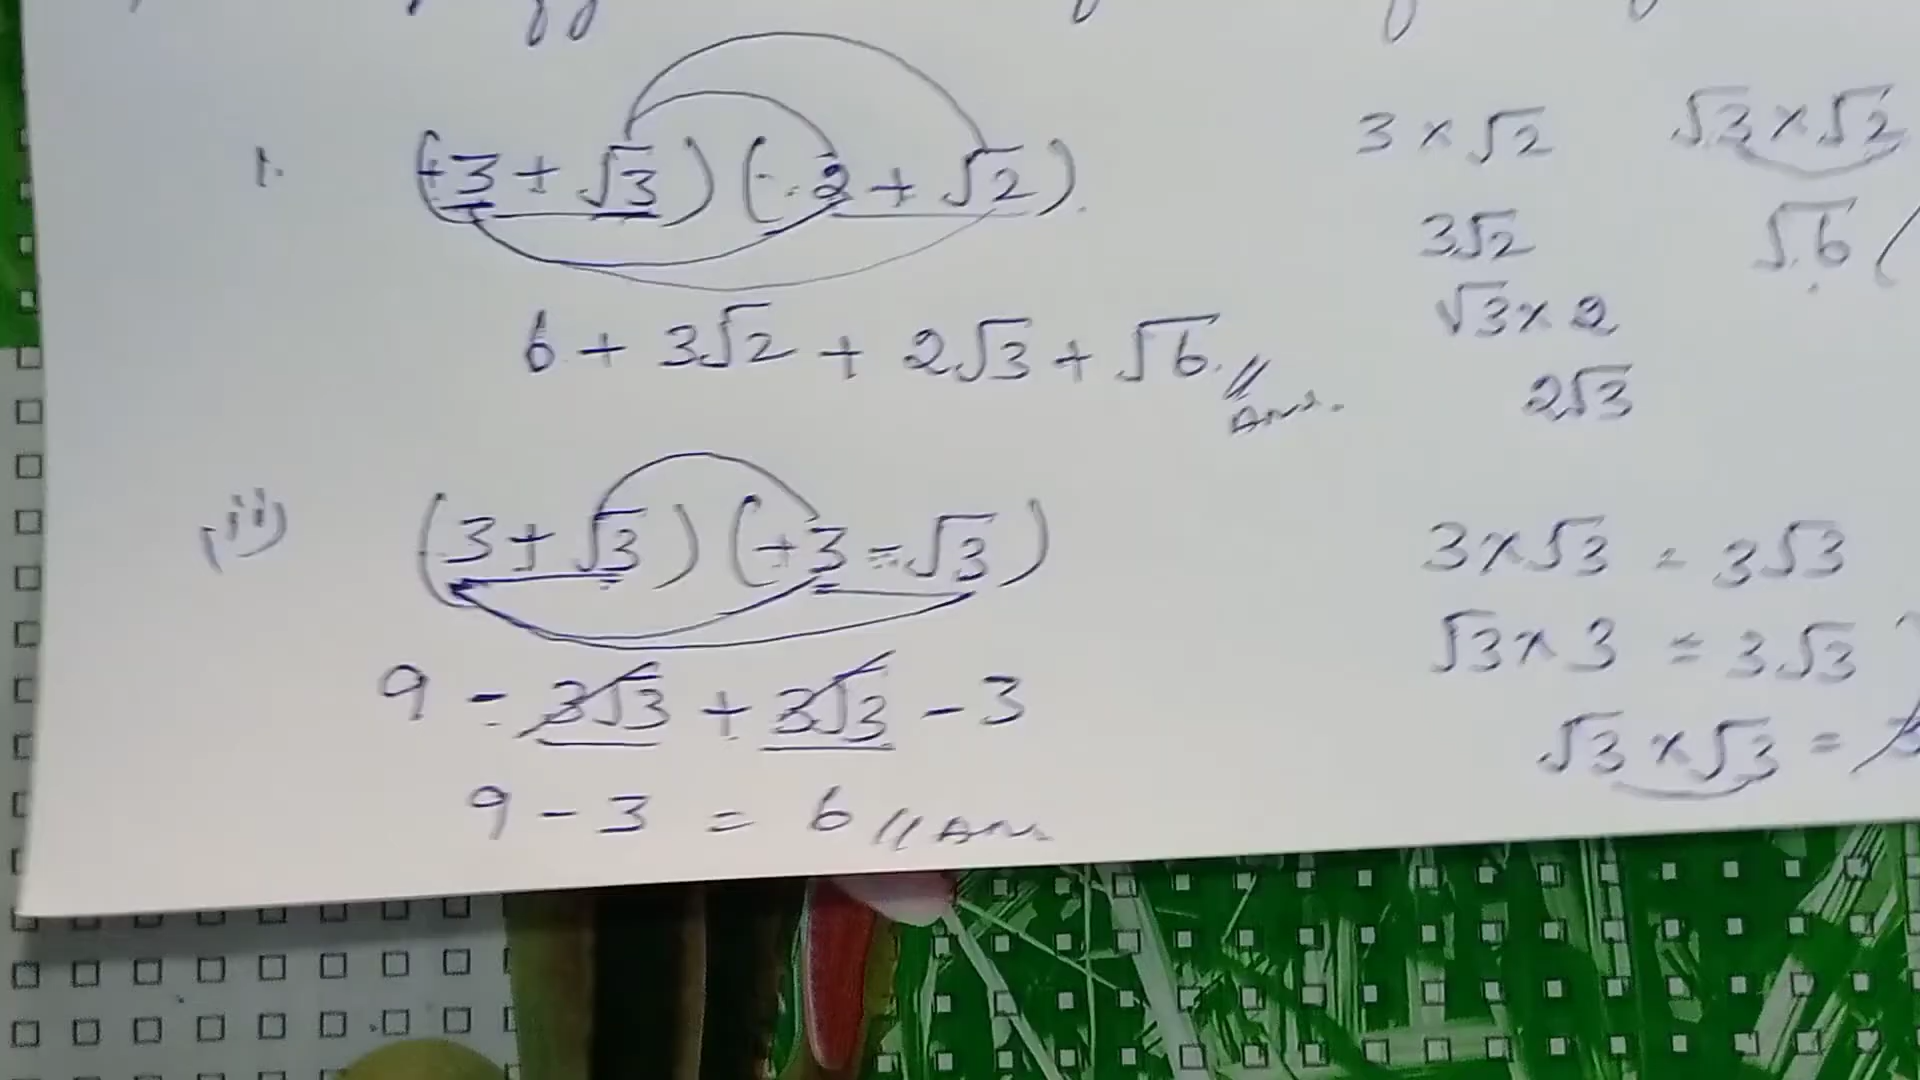 1. (+3 + √3) (+ 2 + √2).
6 + 3√2 + 2√3 + √6. // Ans.
3 × √2
3√2
√3 × 2
2√3
√3 × √2
√6
(ii) (3 + √3) (+3 - √3)
9 - 3√3 + 3√3 - 3
9 - 3 = 6 // Ans.
3 × √3 = 3√3
√3 × 3 = 3√3
√3 × √3 =